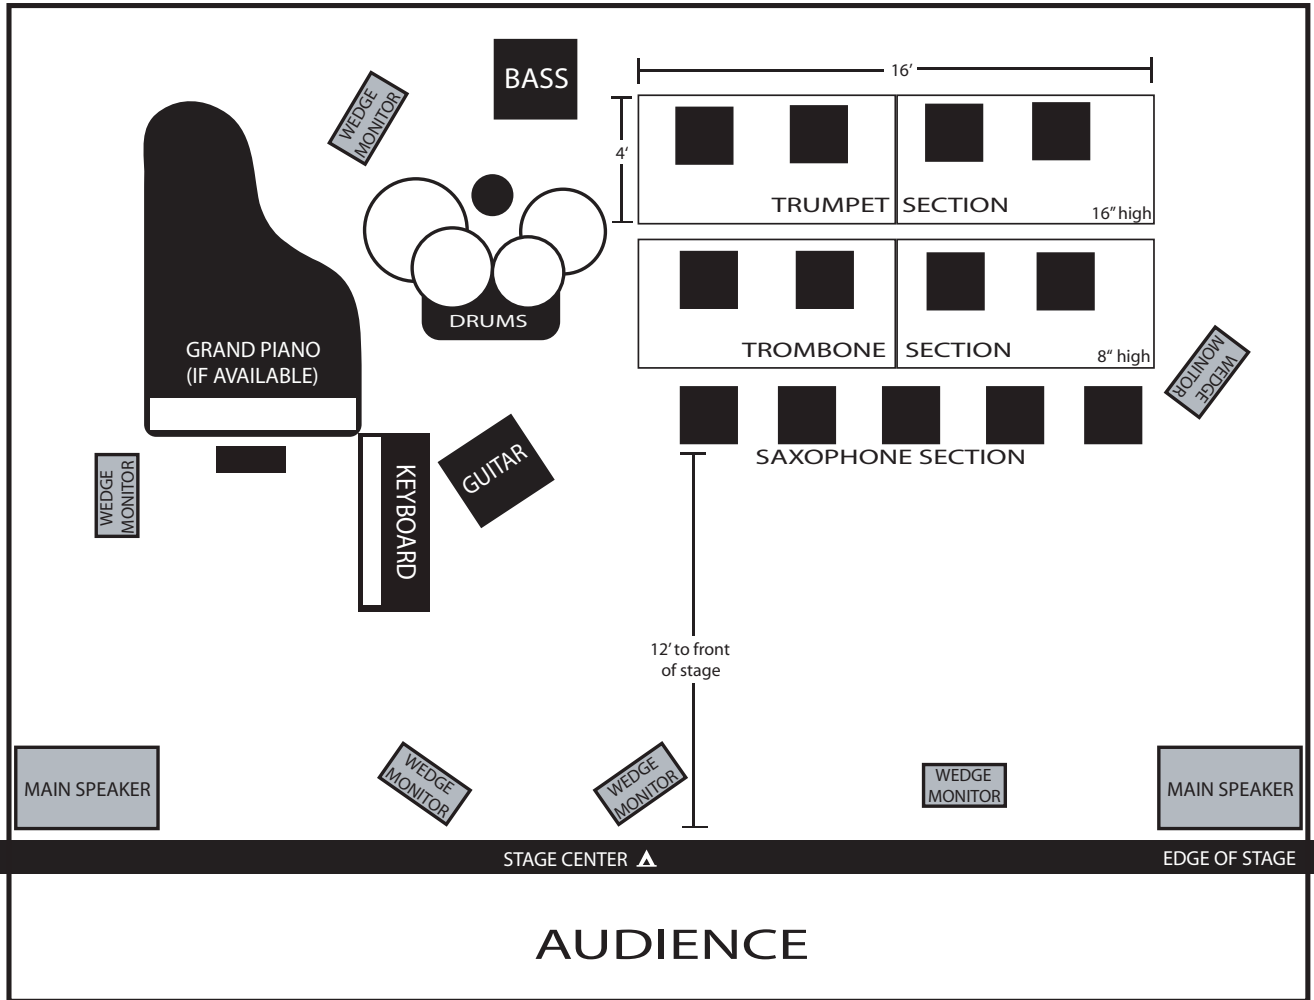 16’
BASS
WEDGE
MONITOR
4‘
TRUMPET SECTION
16” high
DRUMS
GRAND PIANO
(IF AVAILABLE)
TROMBONE SECTION
8“ high
WEDGE
MONITOR
SAXOPHONE SECTION
GUITAR
KEYBOARD
WEDGE
MONITOR
12’ to front
of stage
MAIN SPEAKER
WEDGE
MONITOR
WEDGE
MONITOR
WEDGE
MONITOR
MAIN SPEAKER
STAGE CENTER
EDGE OF STAGE
AUDIENCE